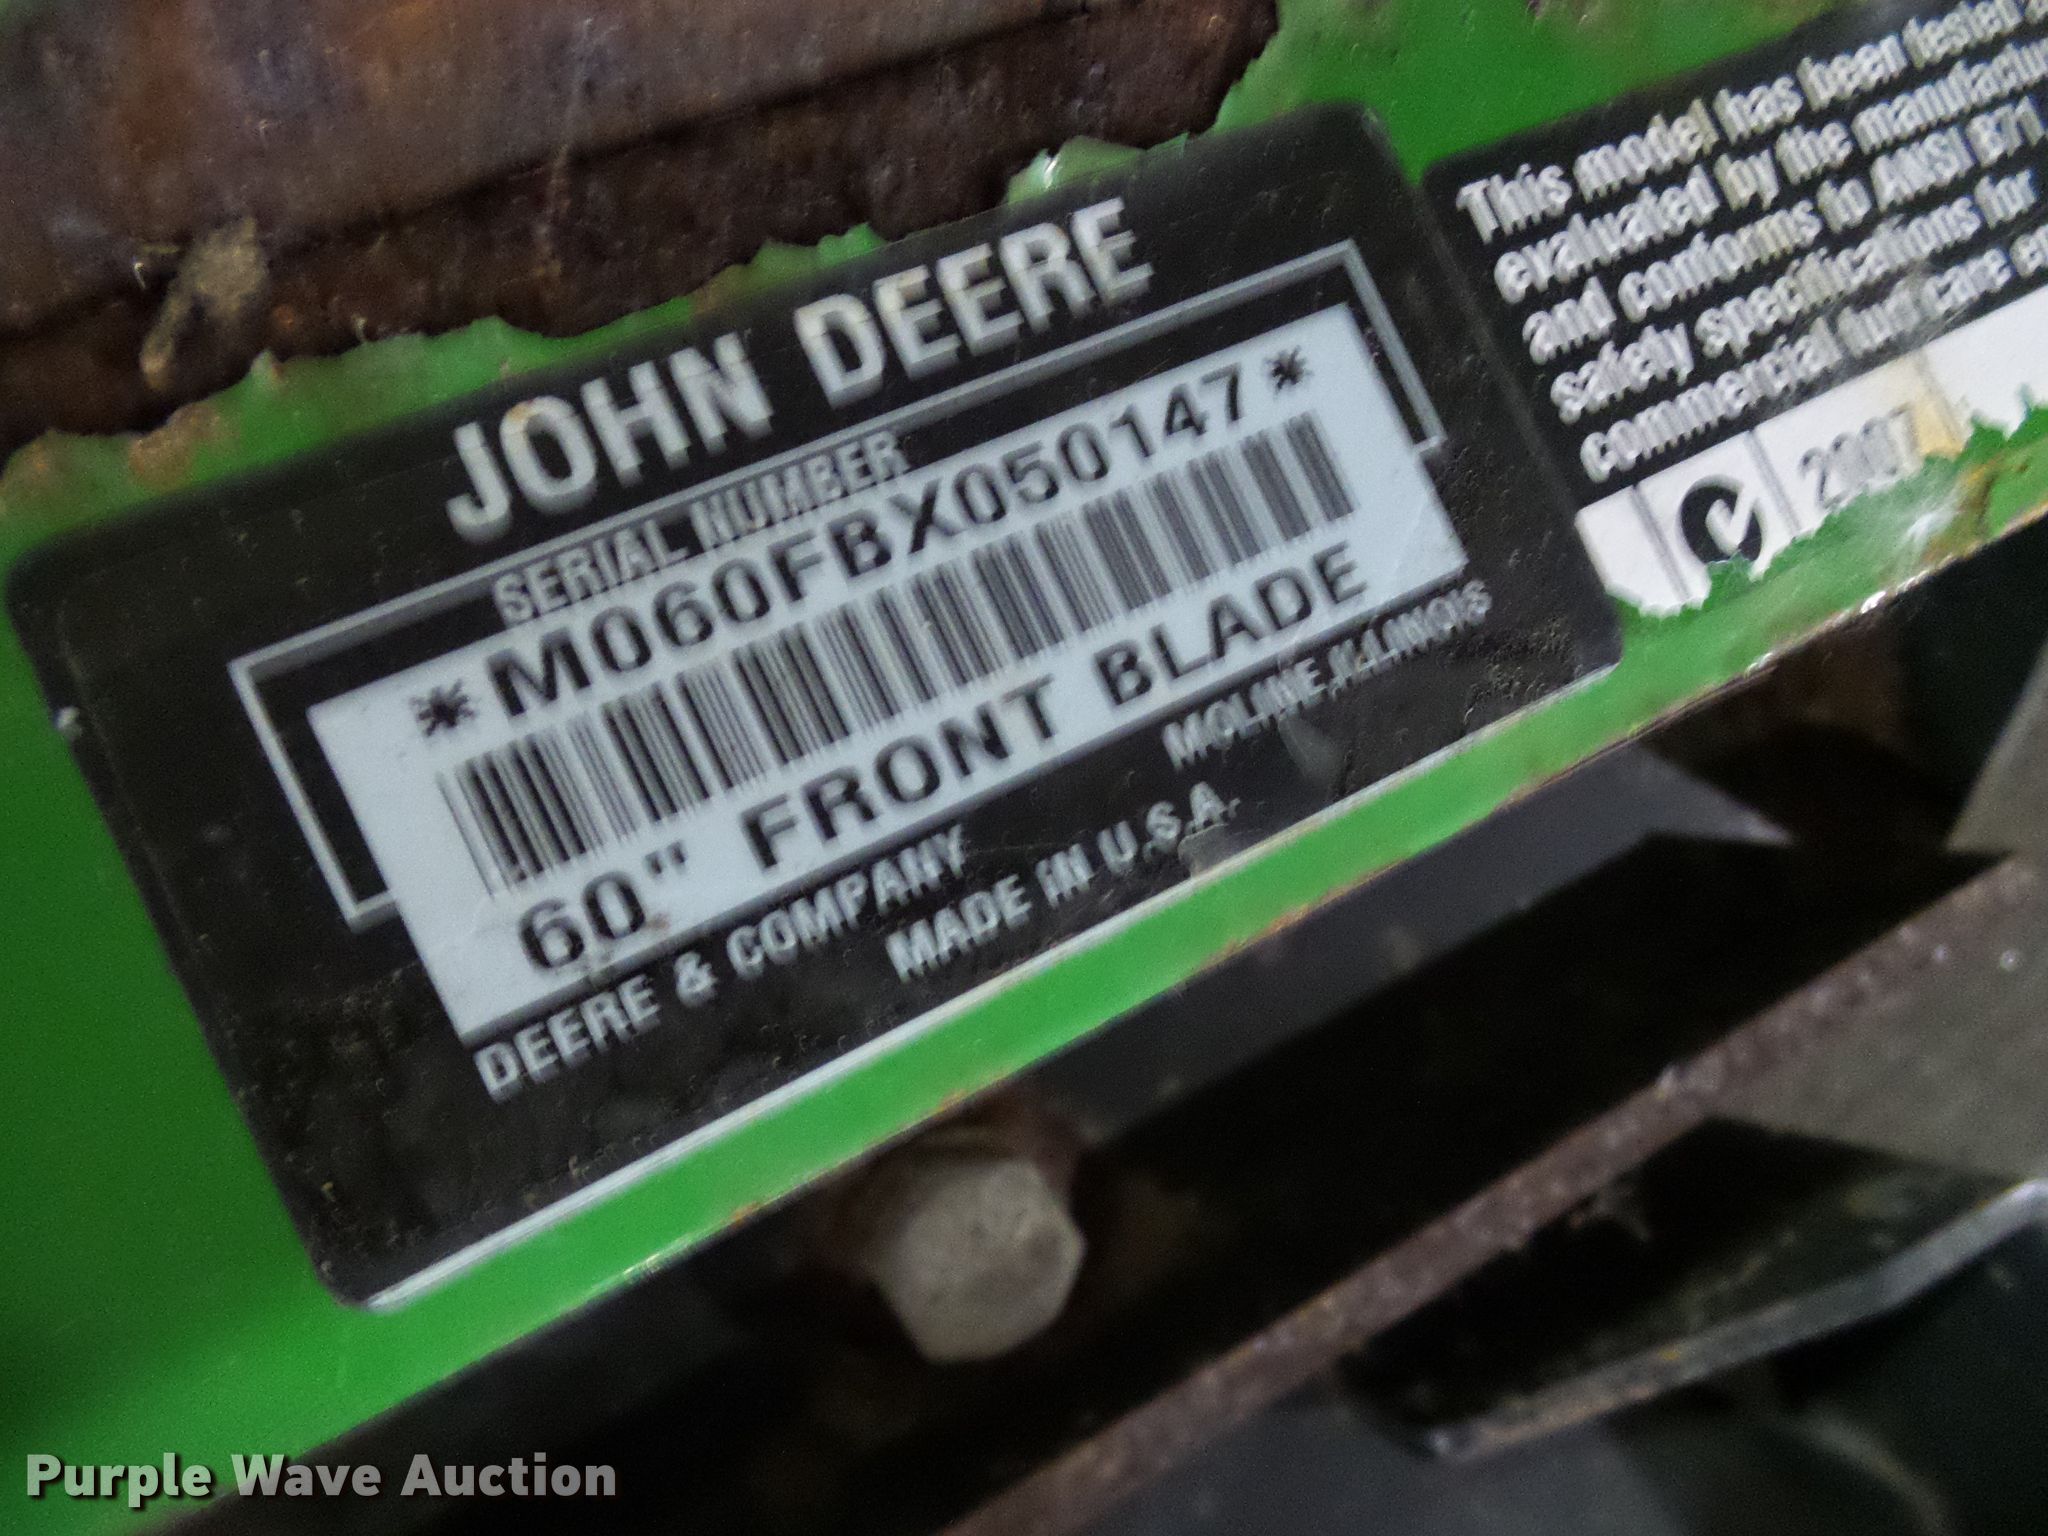 JOHN DEERE
SERIAL NUMBER
*M060FBX050147*
60" FRONT BLADE
DEERE & COMPANY MOLINE, ILLINOIS
MADE IN U.S.A.
This model has been tested
evaluated by the manufactur
and conforms to ANSI B71
safety specifications for
commercial turf care
2007
Purple Wave Auction